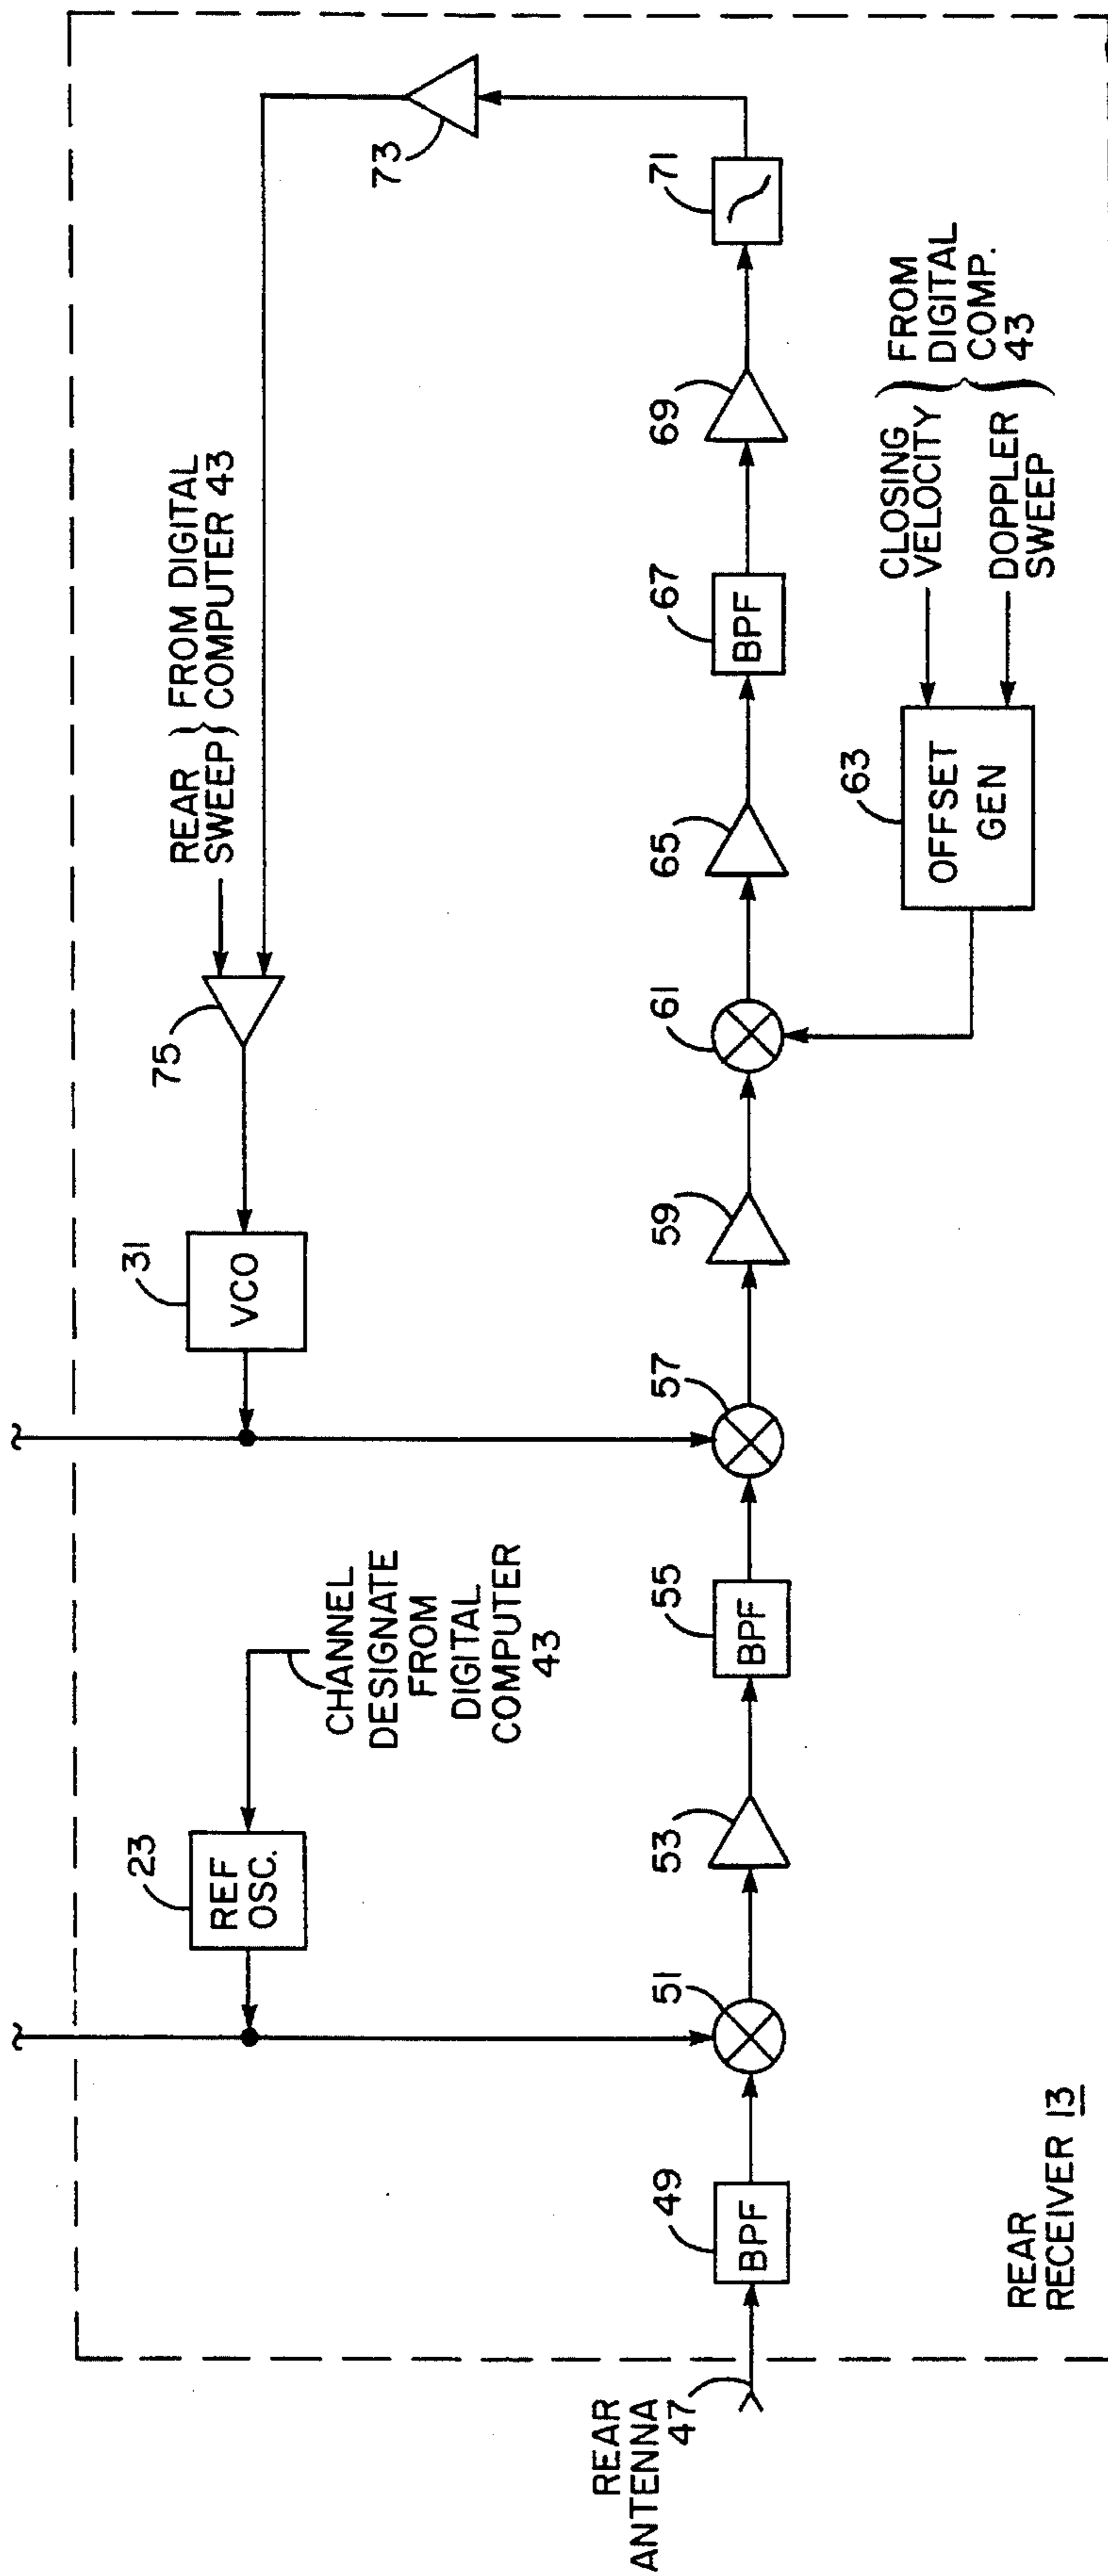 REAR
ANTENNA
47
49
BPF
51
53
55
BPF
57
59
61
65
67
BPF
69
71
73
75
REAR
SWEEP
FROM DIGITAL
COMPUTER 43
31
VCO
23
REF
OSC.
CHANNEL
DESIGNATE
FROM
DIGITAL
COMPUTER
43
63
OFFSET
GEN
CLOSING
VELOCITY
DOPPLER
SWEEP
FROM
DIGITAL
COMP.
43
REAR
RECEIVER 13